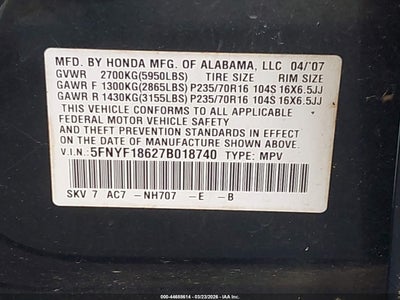 MFD. BY HONDA MFG. OF ALABAMA, LLC 04/'07
GVWR 2700KG(5950LBS) TIRE SIZE RIM SIZE
GAWR F 1300KG(2865LBS) P235/70R16 104S 16X6.5JJ
GAWR R 1430KG(3155LBS) P235/70R16 104S 16X6.5JJ
THIS VEHICLE CONFORMS TO ALL APPLICABLE
FEDERAL MOTOR VEHICLE SAFETY AND THEFT
PREVENTION STANDARDS IN EFFECT ON THE
DATE OF MANUFACTURE SHOWN ABOVE.
V.I.N.: 5FNYF18627B018740 TYPE: MPV
SKV 7 AC7 -NH707 -E -B
000-44688614 - 03/23/2026 - COPYRIGHT IAA, LLC.